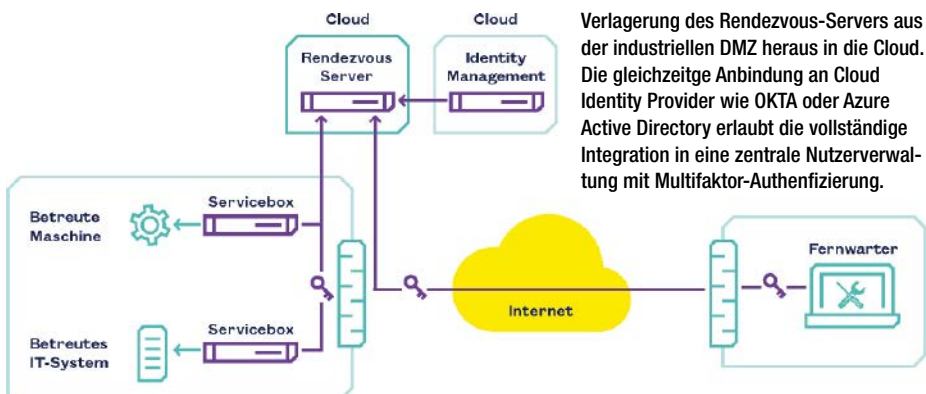 Cloud
Cloud
Rendezvous
Server
Identity
Management
Verlagerung des Rendezvous-Servers aus
der industriellen DMZ heraus in die Cloud.
Die gleichzeitge Anbindung an Cloud
Identity Provider wie OKTA oder Azure
Active Directory erlaubt die vollständige
Integration in eine zentrale Nutzerverwal-
tung mit Multifaktor-Authenfizierung.
Betreute
Maschine
Servicebox
Betreutes
IT-System
Servicebox
Internet
Fernwarter